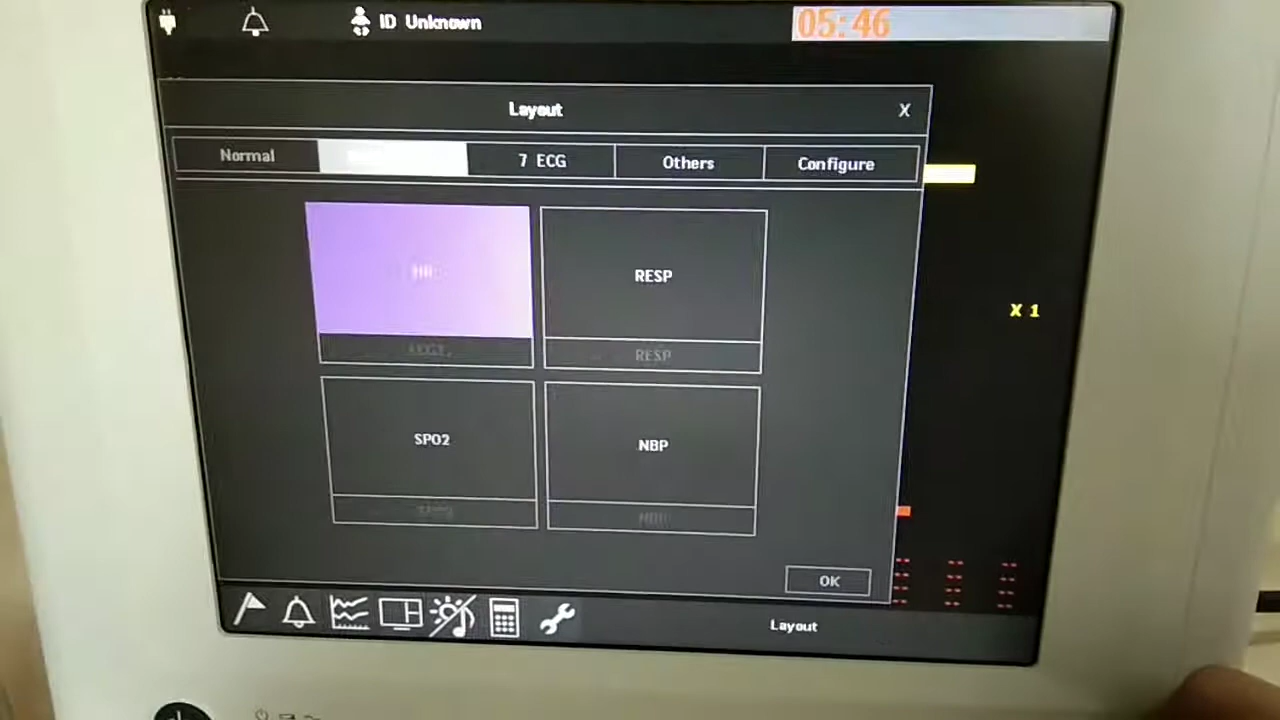 ID Unknown
05:46
Layout X
Normal 7 ECG Others Configure
RESP
RESP
X 1
SPO2 NBP
OK
Layout